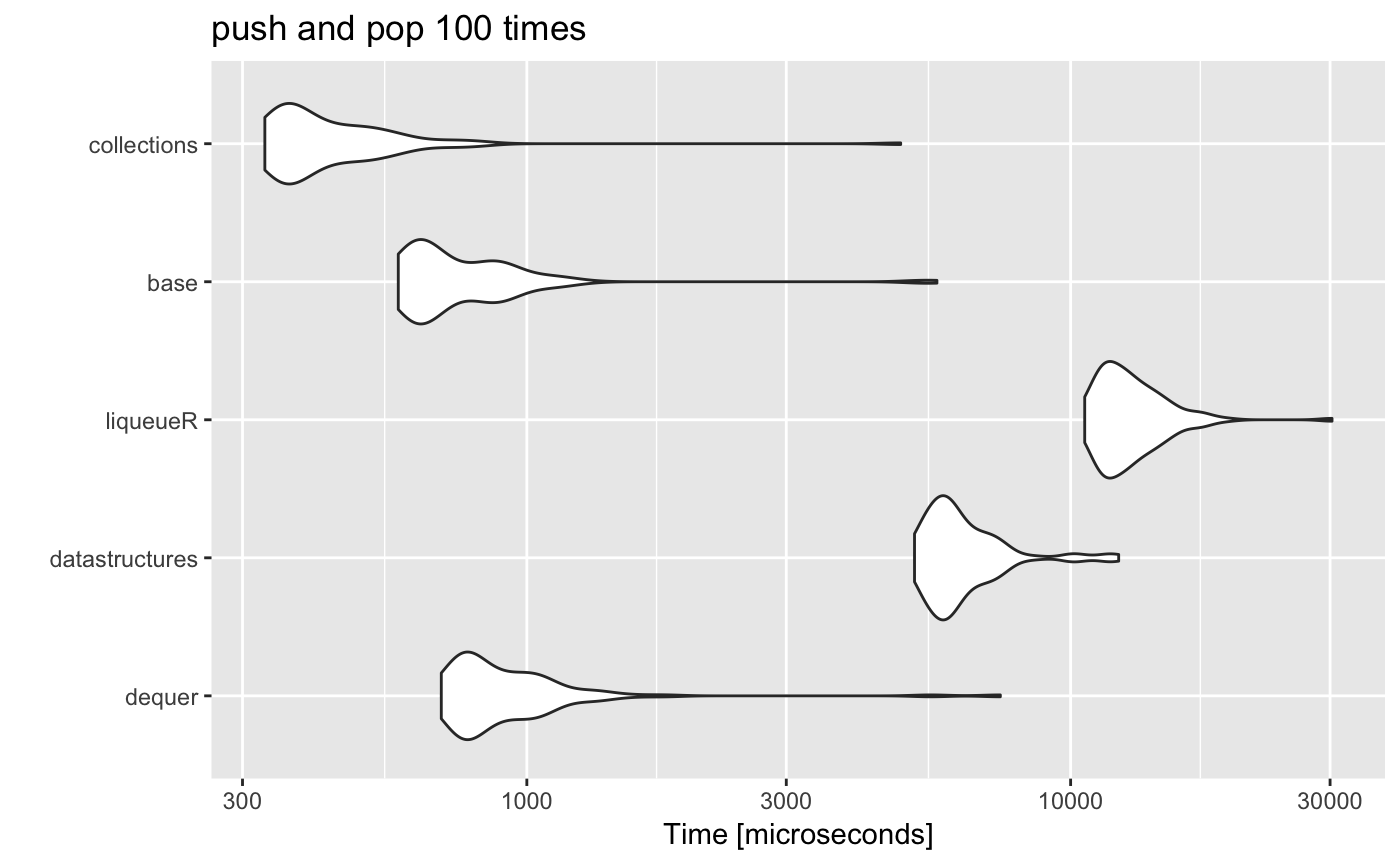 push and pop 100 times
collections
base
liqueueR
datastructures
dequer
300 1000 3000 10000 30000
Time [microseconds]